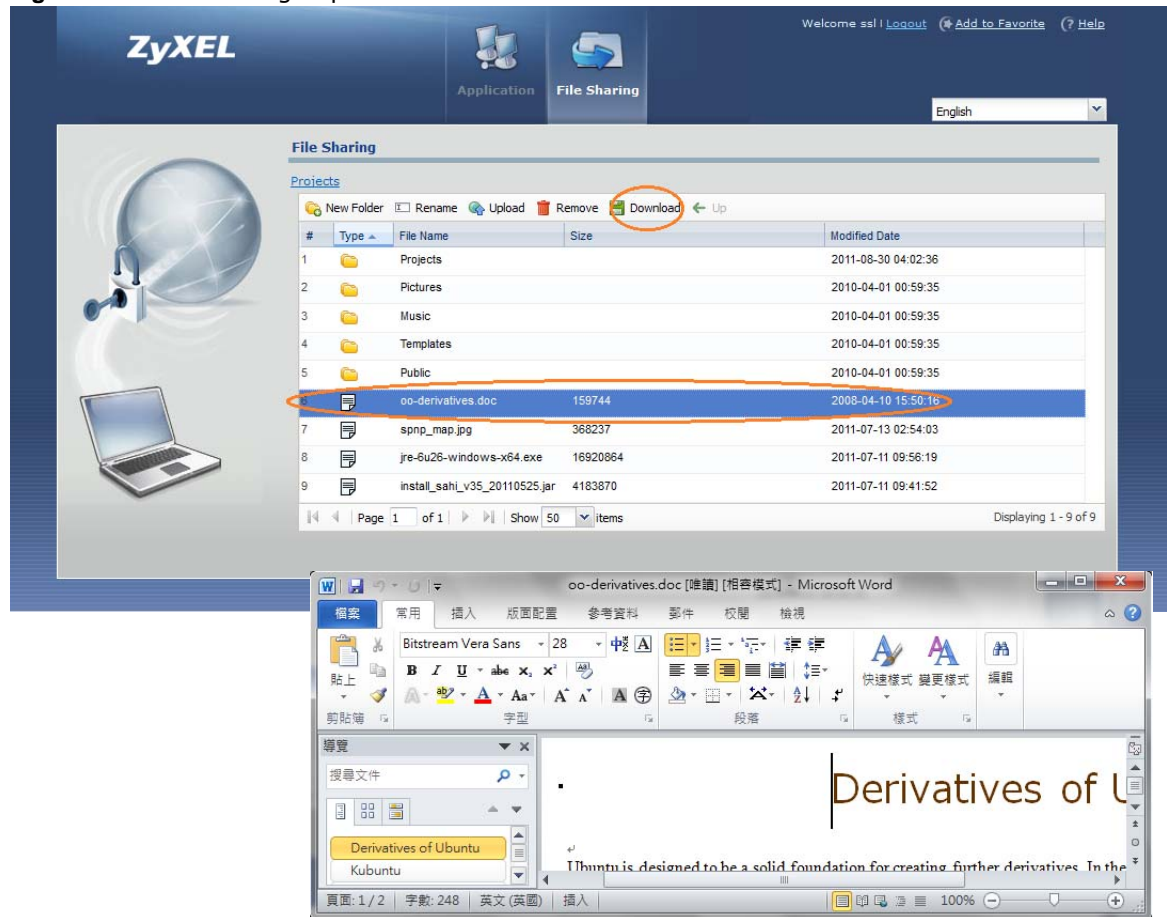 ZyXEL
Welcome ssl | Logout Add to Favorite ? Help
Application File Sharing
English
File Sharing
Projects
New Folder Rename Upload Remove Download Up
# Type File Name Size Modified Date
1 Projects 2011-08-30 04:02:36
2 Pictures 2010-04-01 00:59:35
3 Music 2010-04-01 00:59:35
4 Templates 2010-04-01 00:59:35
5 Public 2010-04-01 00:59:35
6 oo-derivatives.doc 159744 2008-04-10 15:50:16
7 spnp_map.jpg 368237 2011-07-13 02:54:03
8 jre-6u26-windows-x64.exe 16920864 2011-07-11 09:56:19
9 install_sahi_v35_20110525.jar 4183870 2011-07-11 09:41:52
Page 1 of 1 Show 50 items Displaying 1 - 9 of 9
oo-derivatives.doc [唯讀] [相容模式] - Microsoft Word
檔案 常用 插入 版面配置 參考資料 郵件 校閱 檢視
Bitstream Vera Sans 28
貼上 快速樣式 變更樣式 編輯
剪貼簿 字型 段落 樣式
導覽
搜尋文件
Derivatives of U
Derivatives of Ubuntu
Kubuntu
Ubuntu is designed to be a solid foundation for creating further derivatives. In the
頁面: 1 / 2 字數: 248 英文 (英國) 插入 100%